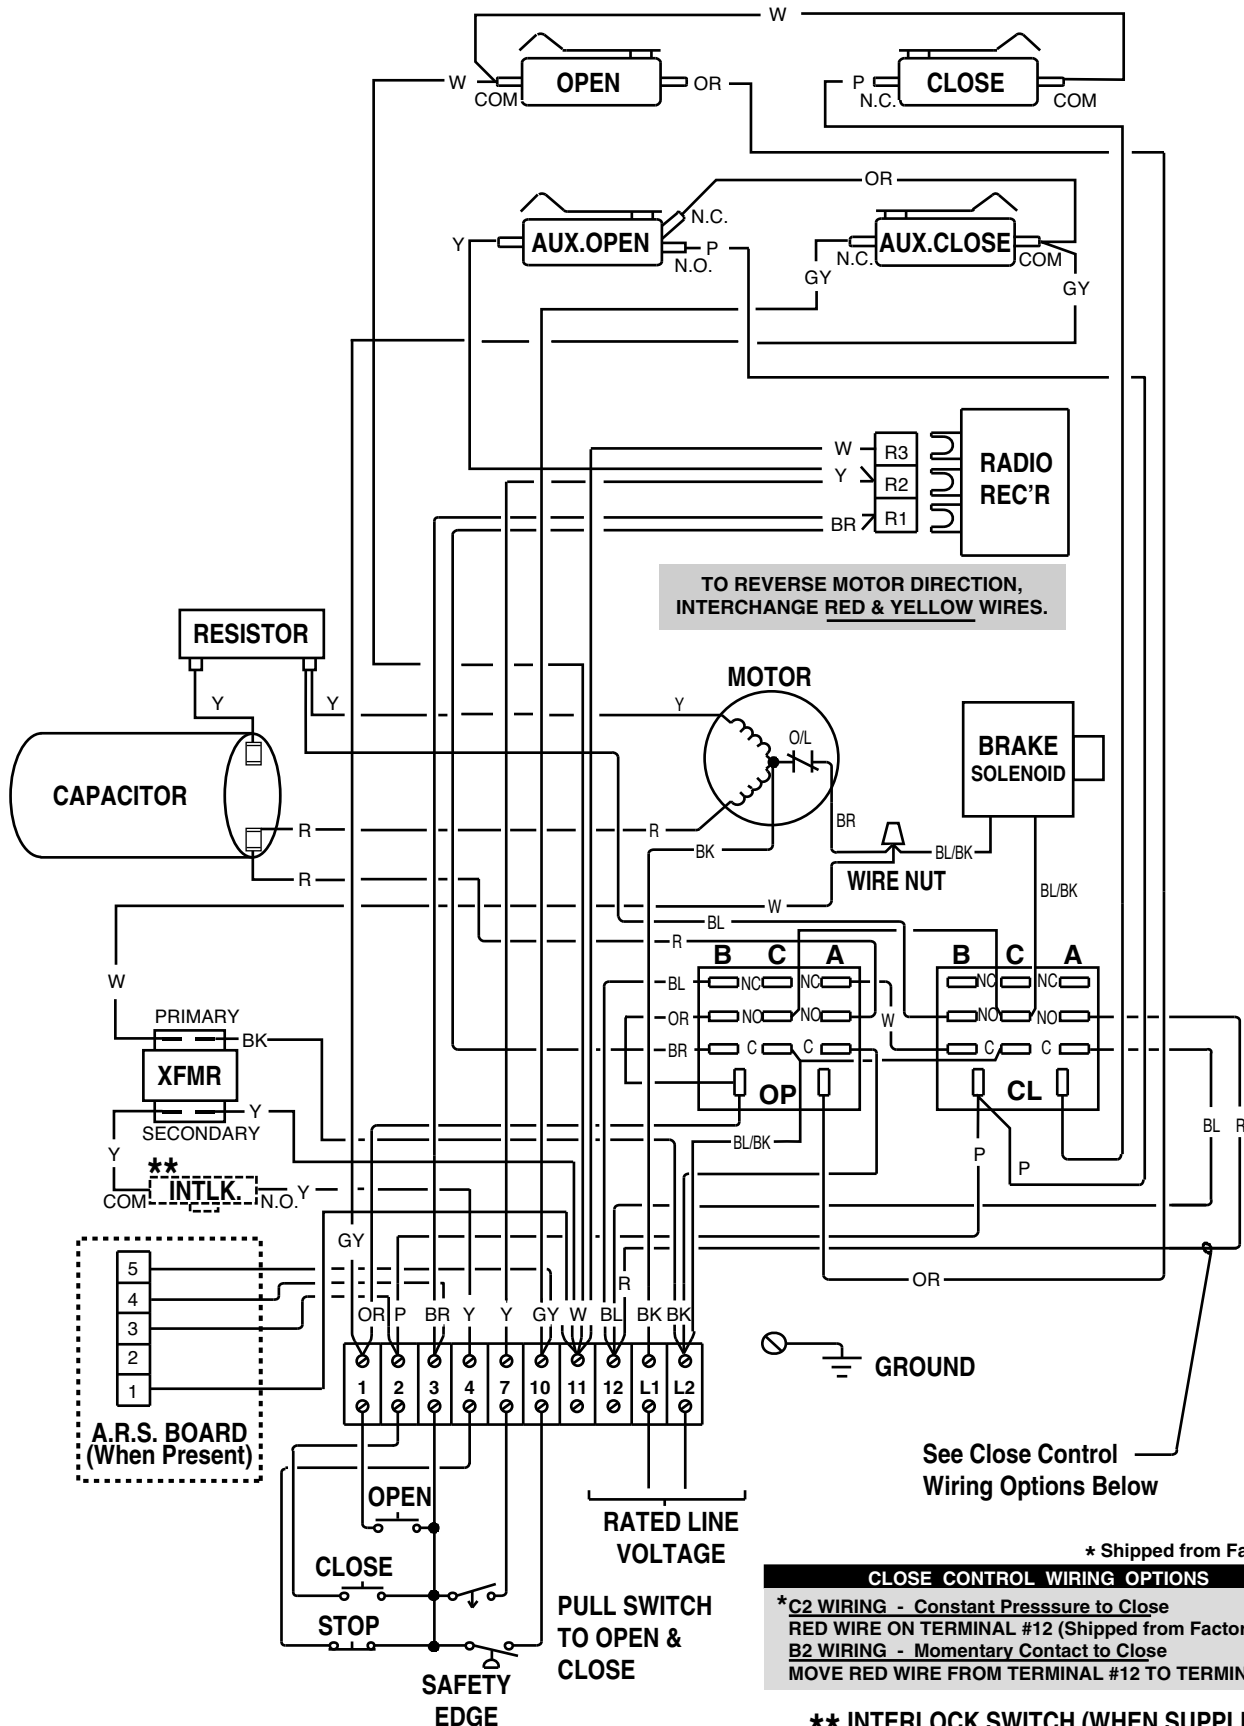 W
W
COM
OPEN
OR
P
N.C.
CLOSE
COM
OR
Y
AUX.OPEN
N.C.
P
N.O.
N.C.
AUX.CLOSE
COM
GY
GY
W
R3
Y
R2
BR
R1
RADIO
REC'R
TO REVERSE MOTOR DIRECTION,
INTERCHANGE RED & YELLOW WIRES.
RESISTOR
Y
Y
Y
MOTOR
O/L
BRAKE
SOLENOID
CAPACITOR
R
R
BR
BK
BL/BK
WIRE NUT
R
BL/BK
W
BL
R
B C A
B C A
W
BL
NC
NC
NC
NC
OR
NO
NO
W
NO
NO
BR
C
C
C
C
OP
CL
PRIMARY
BK
XFMR
Y
SECONDARY
Y
BL/BK
P
P
BL
R
**
INTLK.
COM
N.O.
Y
GY
5
4
3
2
1
A.R.S. BOARD
(When Present)
R
OR
OR P BR Y Y GY W BL BK BK
1 2 3 4 7 10 11 12 L1 L2
GROUND
See Close Control
Wiring Options Below
OPEN
CLOSE
STOP
SAFETY
EDGE
RATED LINE
VOLTAGE
PULL SWITCH
TO OPEN &
CLOSE
* Shipped from
CLOSE CONTROL WIRING OPTIONS
*C2 WIRING - Constant Presssure to Close
RED WIRE ON TERMINAL #12 (Shipped from
B2 WIRING - Momentary Contact to Close
MOVE RED WIRE FROM TERMINAL #12 TO
** INTERLOCK SWITCH (WHEN